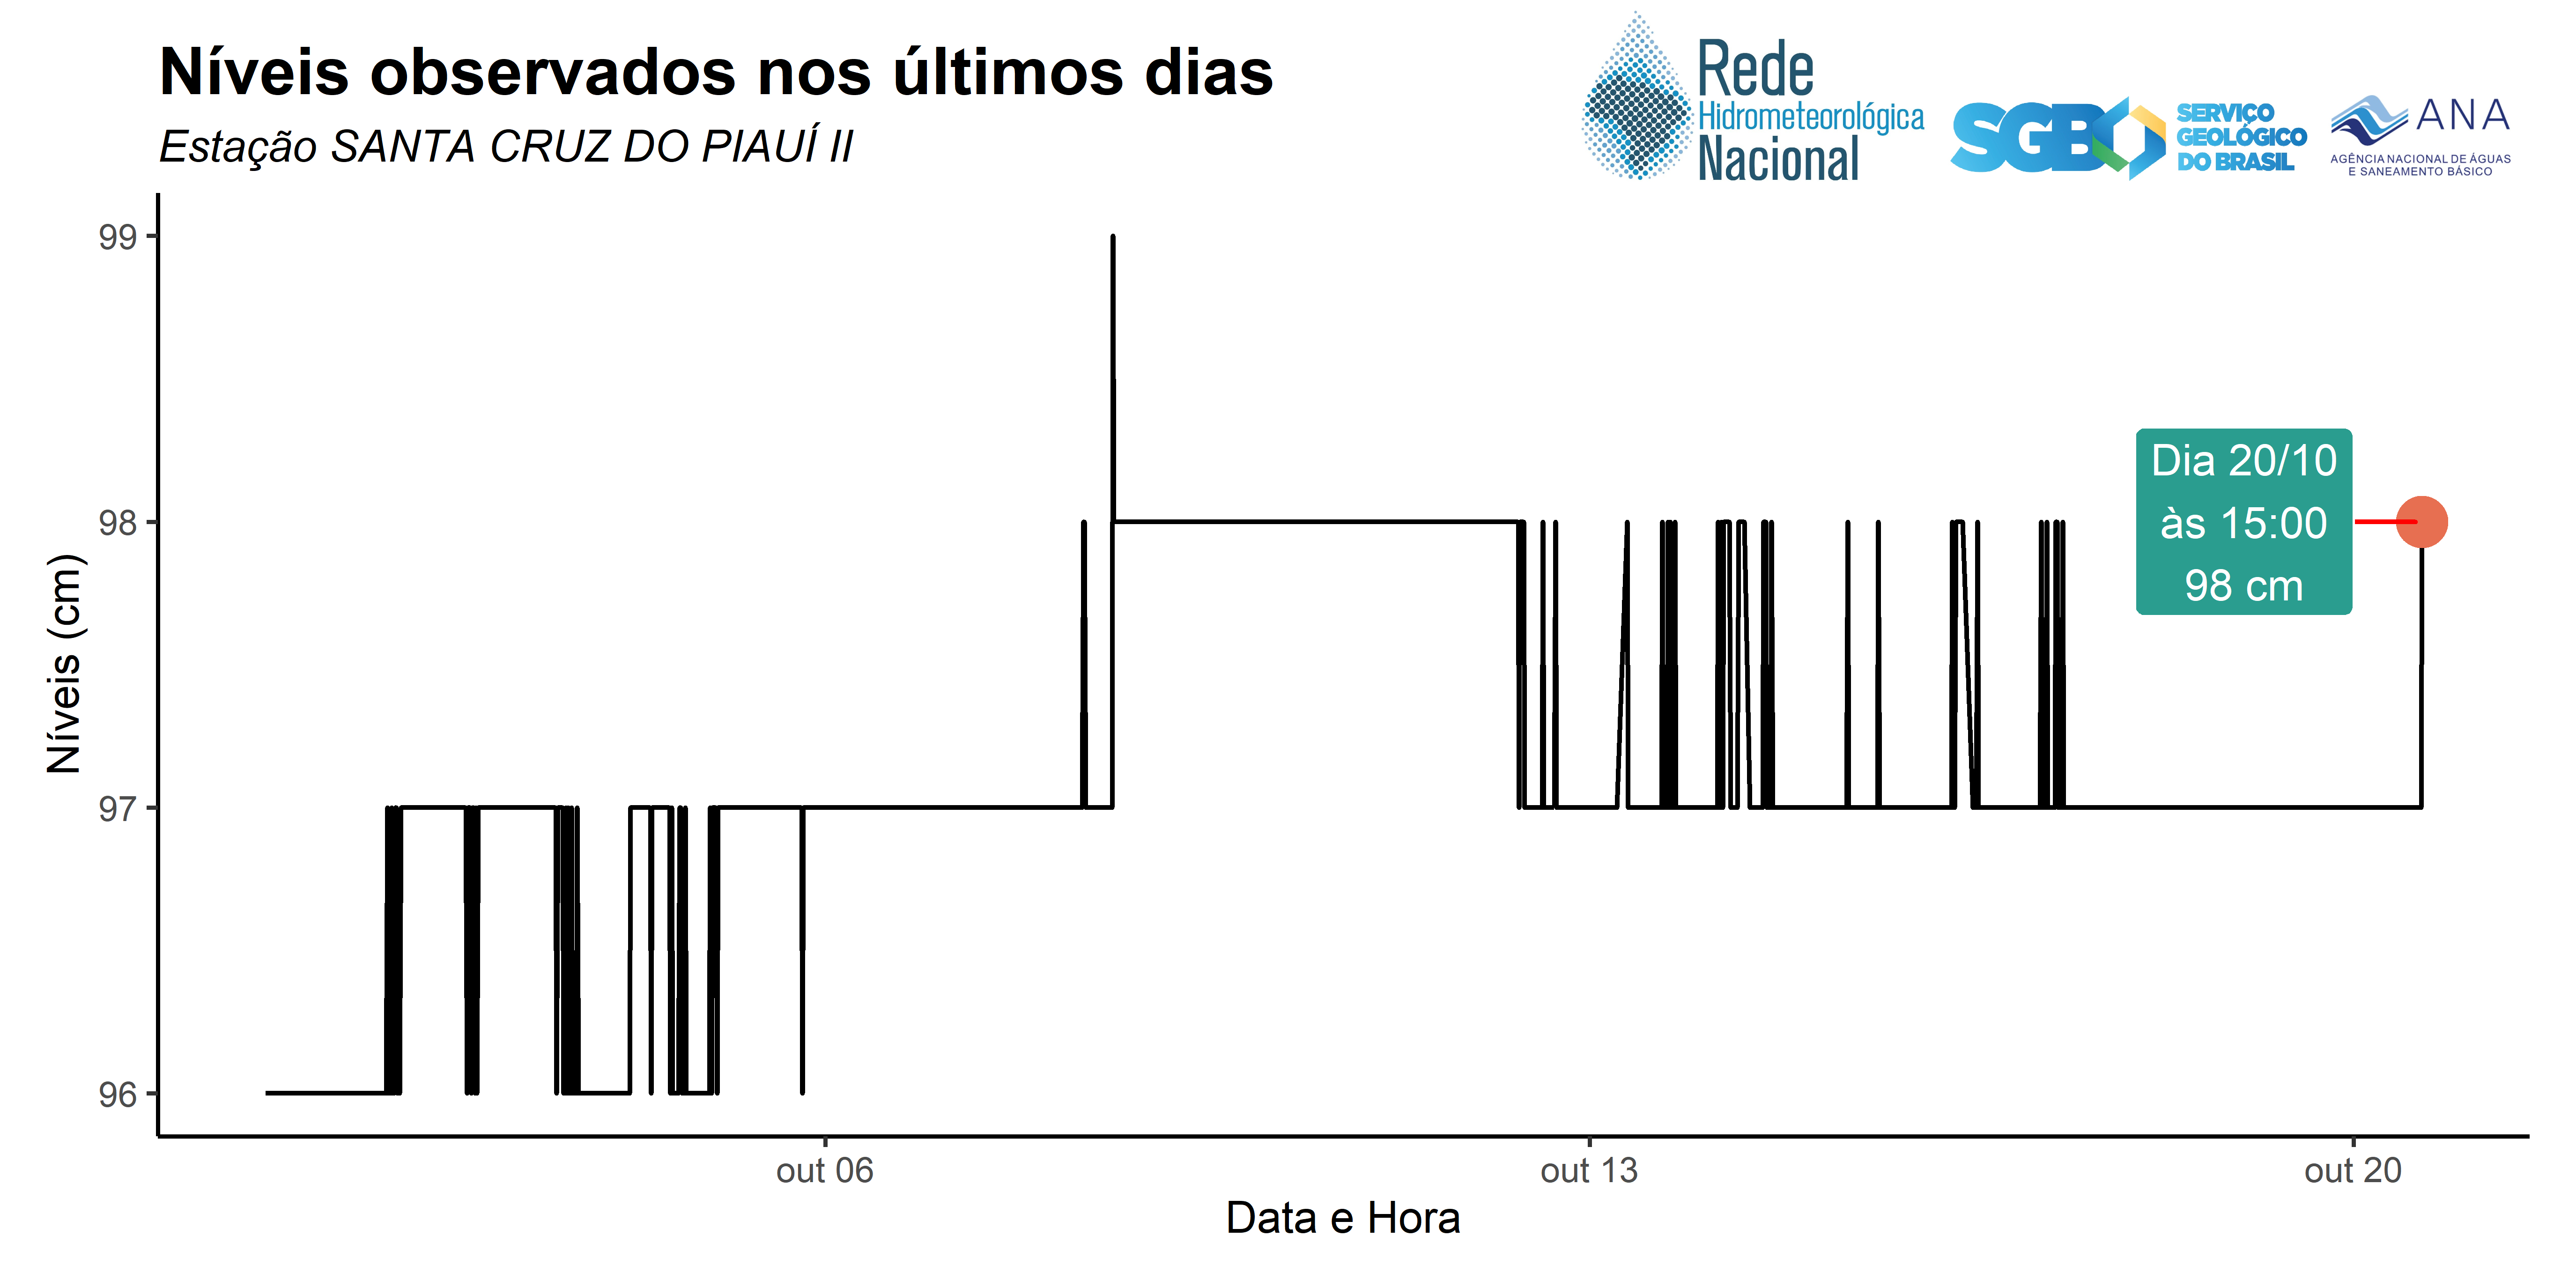 Níveis observados nos últimos dias
Estação SANTA CRUZ DO PIAUÍ II
Rede
Hidrometeorológica
Nacional
SGB
SERVIÇO
GEOLÓGICO
DO BRASIL
ANA
AGÊNCIA NACIONAL DE ÁGUAS
E SANEAMENTO BÁSICO
99
98
97
96
Níveis (cm)
Dia 20/10
às 15:00
98 cm
out 06
out 13
out 20
Data e Hora